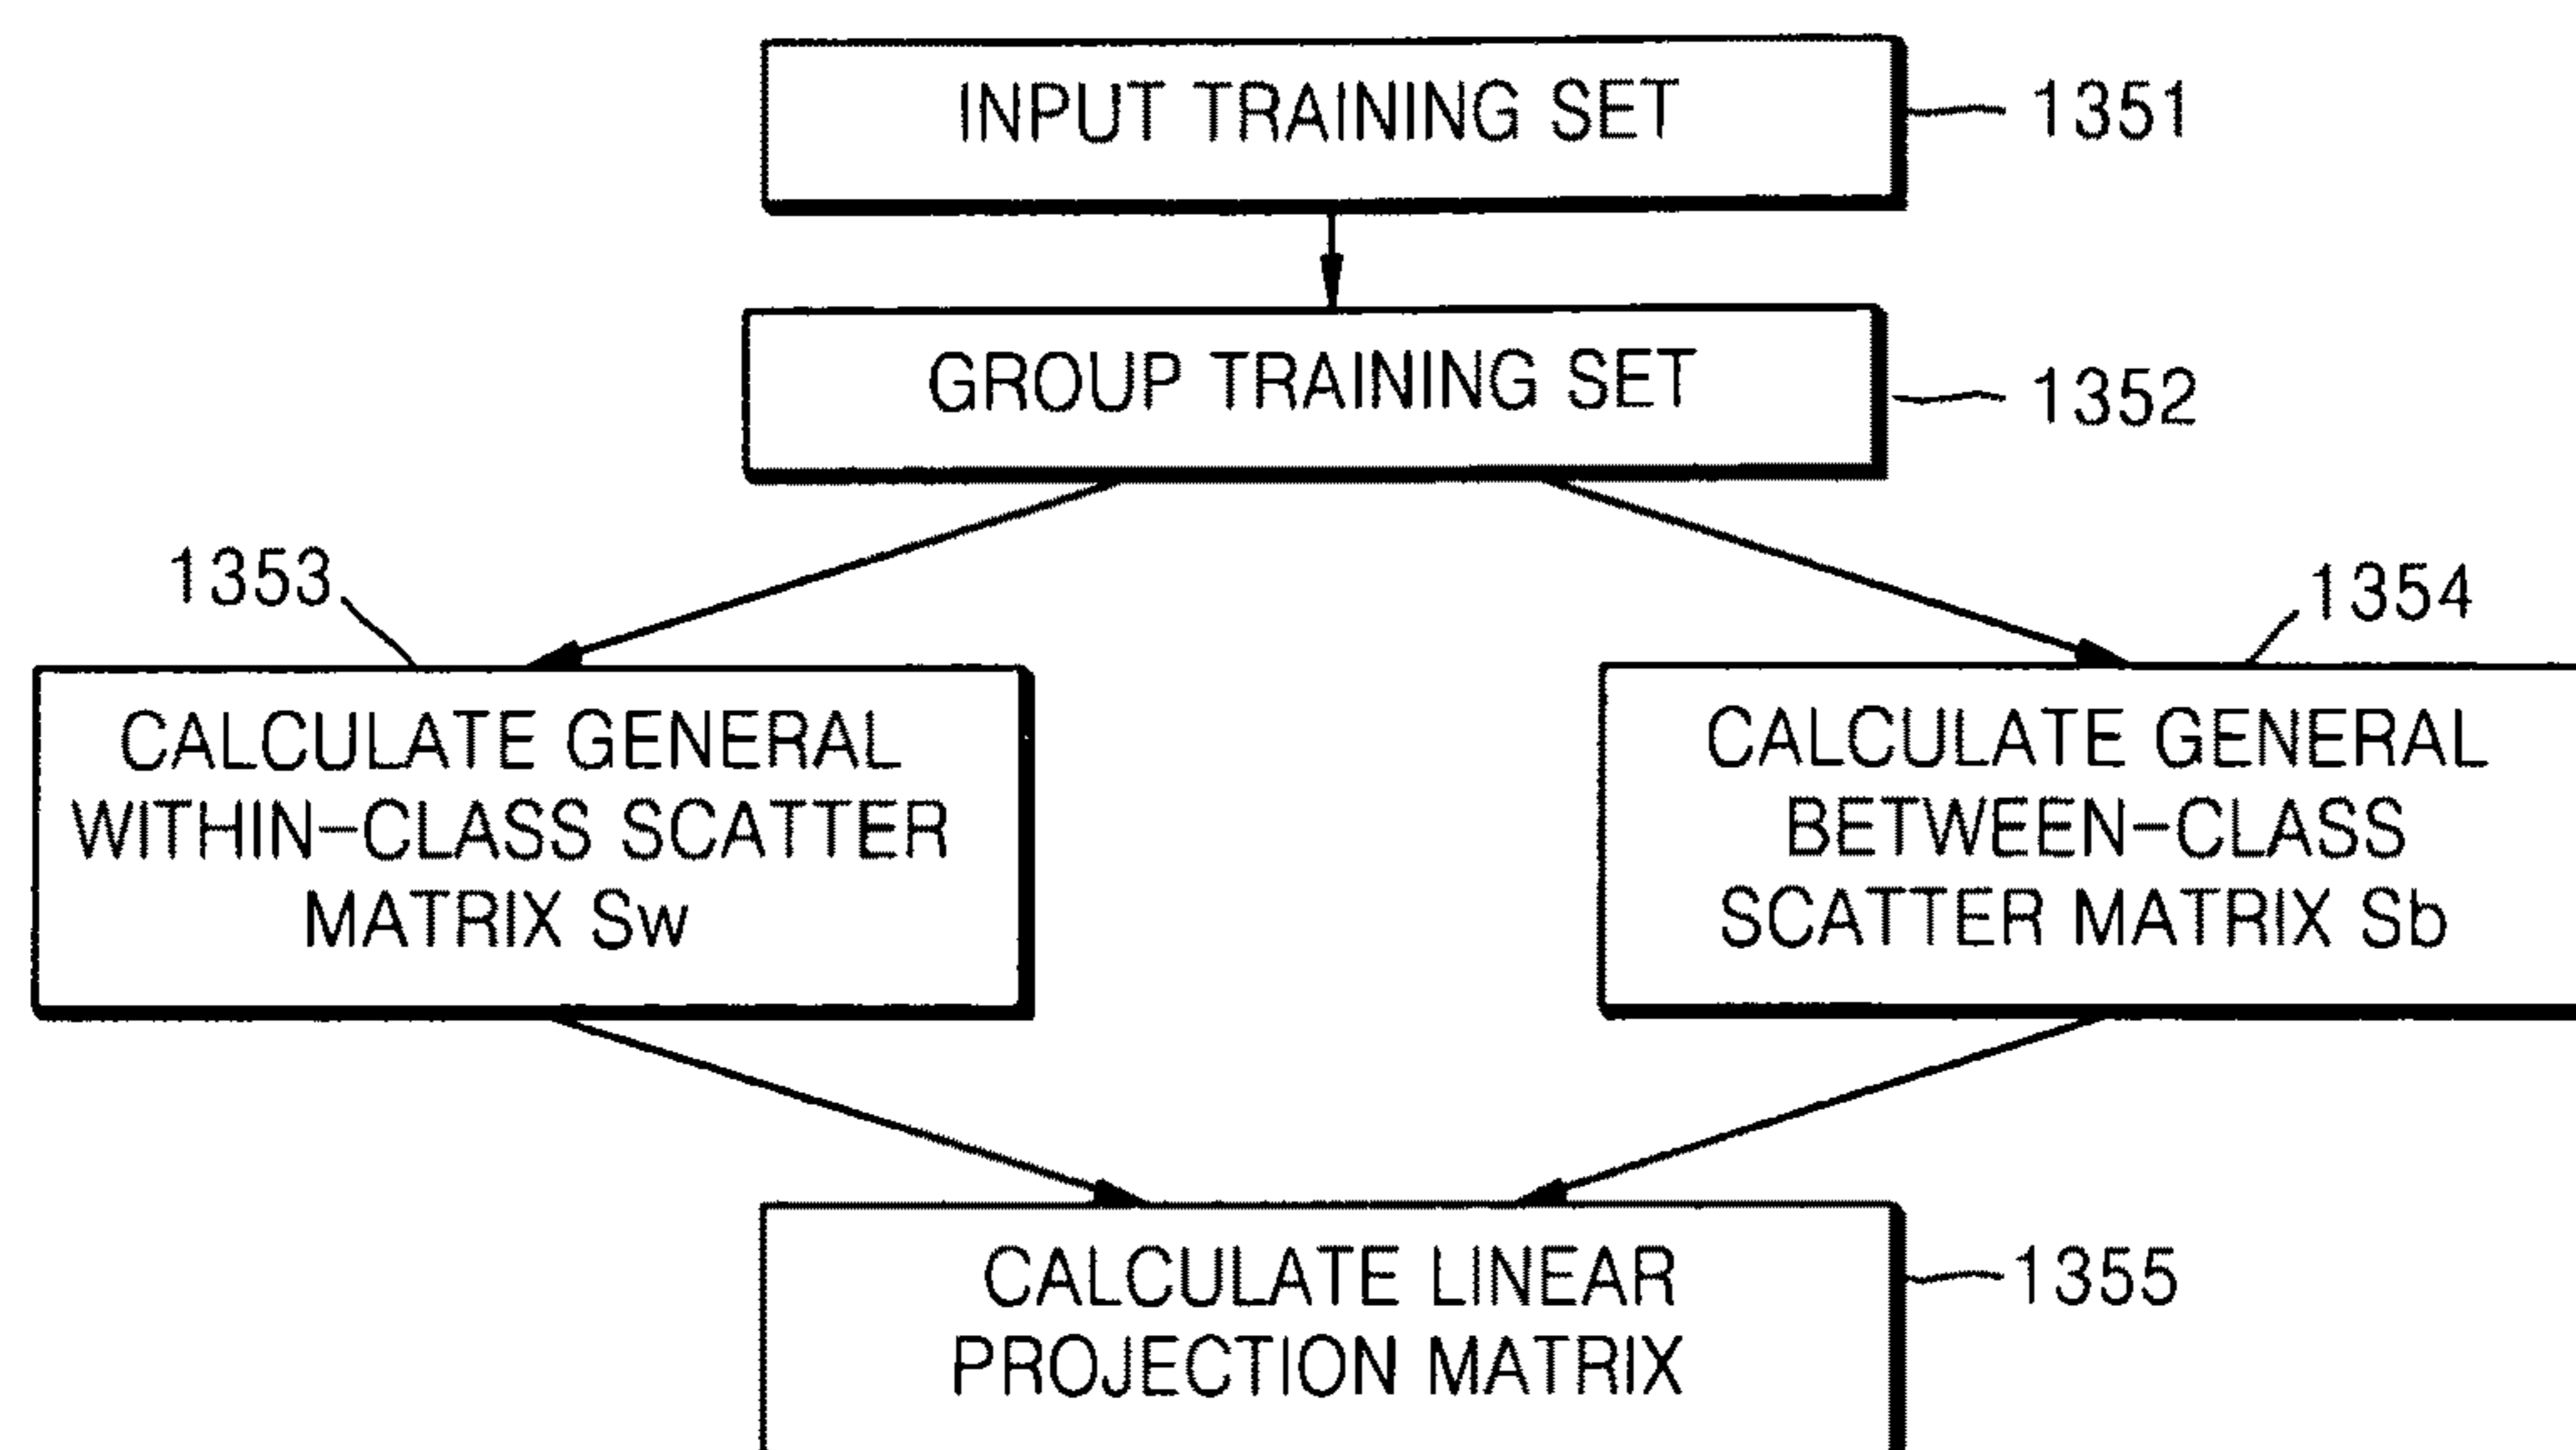 INPUT TRAINING SET
1351
GROUP TRAINING SET
1352
1353
CALCULATE GENERAL
WITHIN-CLASS SCATTER
MATRIX Sw
1354
CALCULATE GENERAL
BETWEEN-CLASS
SCATTER MATRIX Sb
CALCULATE LINEAR
PROJECTION MATRIX
1355